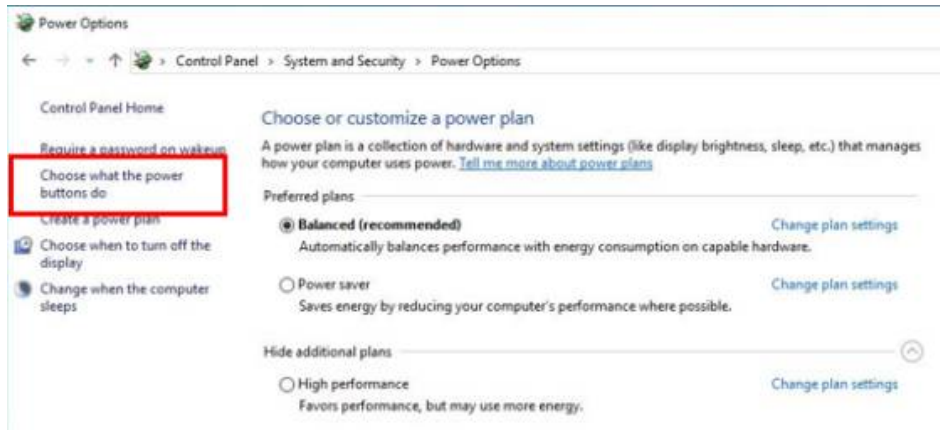 Power Options
Control Panel > System and Security > Power Options
Control Panel Home
Require a password on wakeup
Choose what the power
buttons do
Create a power plan
Choose when to turn off the
display
Change when the computer
sleeps
Choose or customize a power plan
A power plan is a collection of hardware and system settings (like display brightness, sleep, etc.) that manages
how your computer uses power. Tell me more about power plans
Preferred plans
Balanced (recommended) Change plan settings
Automatically balances performance with energy consumption on capable hardware.
Power saver Change plan settings
Saves energy by reducing your computer's performance where possible.
Hide additional plans
High performance Change plan settings
Favors performance, but may use more energy.